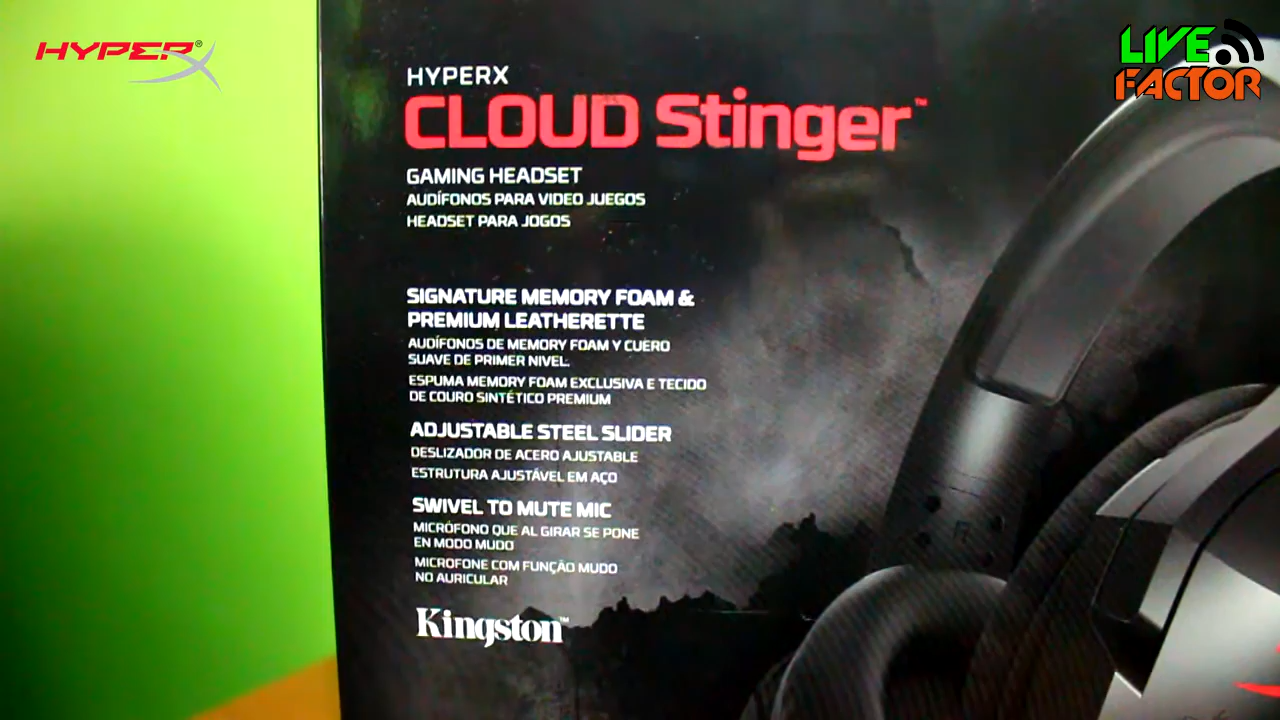 HYPERX®
LIVE
FACTOR
HYPERX
CLOUD Stinger™
GAMING HEADSET
AUDÍFONOS PARA VIDEO JUEGOS
HEADSET PARA JOGOS
SIGNATURE MEMORY FOAM &
PREMIUM LEATHERETTE
AUDÍFONOS DE MEMORY FOAM Y CUERO
SUAVE DE PRIMER NIVEL.
ESPUMA MEMORY FOAM EXCLUSIVA E TECIDO
DE COURO SINTÉTICO PREMIUM
ADJUSTABLE STEEL SLIDER
DESLIZADOR DE ACERO AJUSTABLE
ESTRUTURA AJUSTÁVEL EM AÇO
SWIVEL TO MUTE MIC
MICRÓFONO QUE AL GIRAR SE PONE
EN MODO MUDO
MICROFONE COM FUNÇÃO MUDO
NO AURICULAR
Kingston™